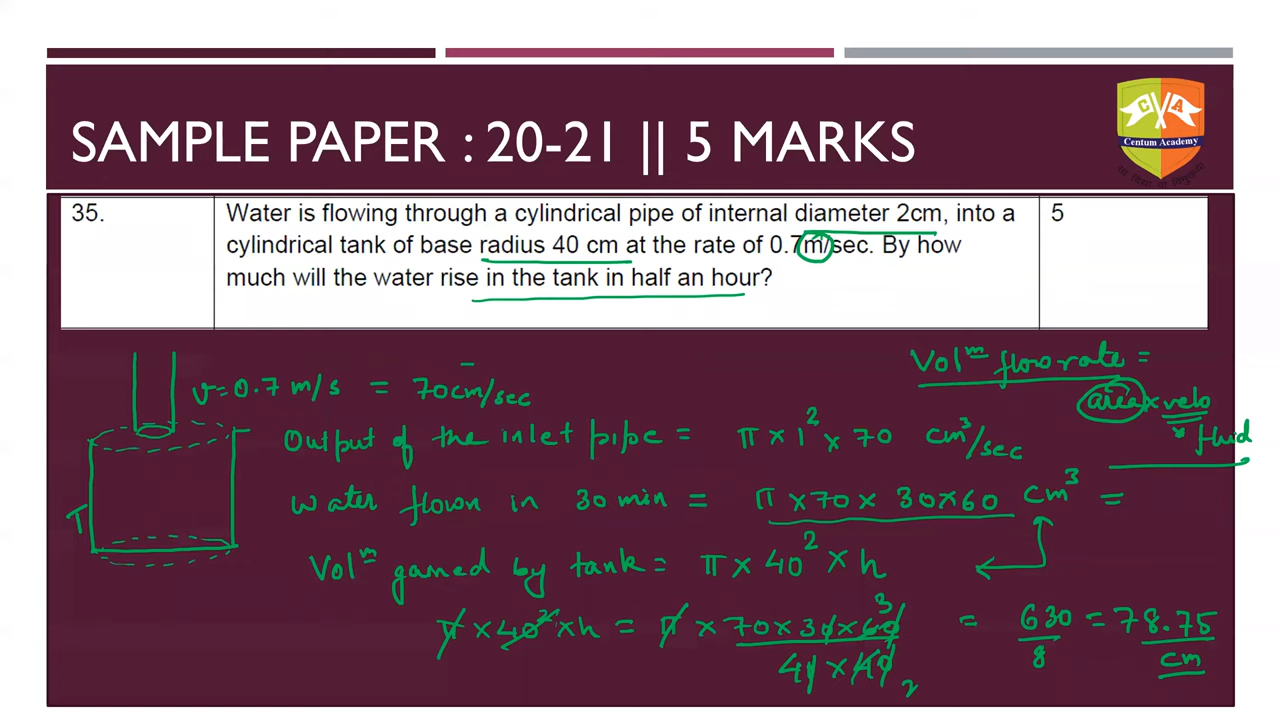 SAMPLE PAPER : 20-21 || 5 MARKS
C A
Centum Academy
35.
Water is flowing through a cylindrical pipe of internal diameter 2cm, into a
cylindrical tank of base radius 40 cm at the rate of 0.7m/sec. By how
much will the water rise in the tank in half an hour?
5
v=0.7 m/s = 70cm/sec
Volᵐ flow rate =
area × velo
fluid
Output of the inlet pipe = π × 1² × 70 cm³/sec
Water flown in 30 min = π × 70 × 30×60 cm³ =
T
Volᵐ gained by tank = π × 40² × h
π × 40² × h = π × 70 × 30 × 60 3 / 40 × 40 2 = 630/8 = 78.75 cm